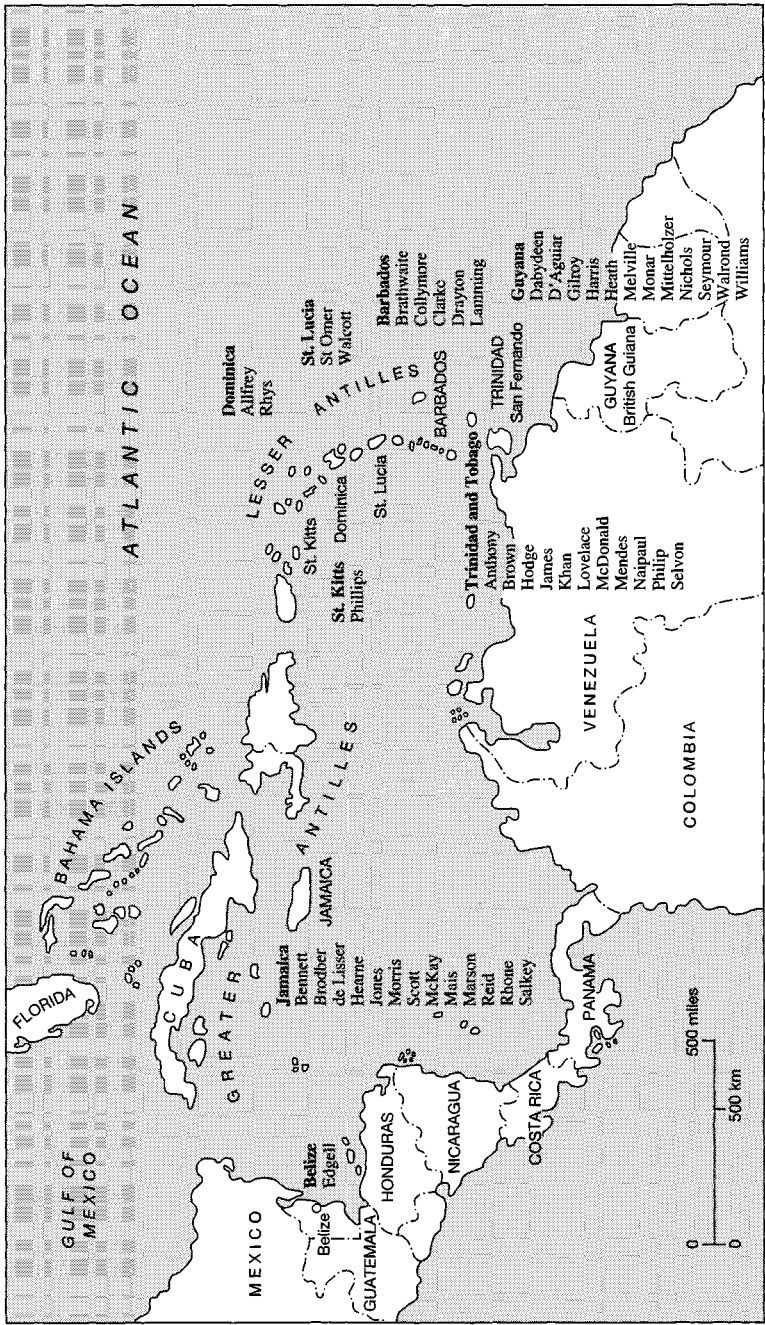 GULF OF
MEXICO
FLORIDA
BAHAMA ISLANDS
ATLANTIC OCEAN
CUBA
GREATER ANTILLES
LESSER ANTILLES
MEXICO
Belize
GUATEMALA
HONDURAS
NICARAGUA
COSTA RICA
PANAMA
COLOMBIA
VENEZUELA
JAMAICA
St. Kitts
Dominica
St. Lucia
BARBADOS
TRINIDAD
San Fernando
GUYANA
British Guiana
Belize
Edgell
Jamaica
Bennett
Brodber
de Lisser
Hearne
Jones
Morris
Scott
McKay
Mais
Marson
Reid
Rhone
Salkey
St. Kitts
Phillips
Dominica
Allfrey
Rhys
St. Lucia
St Omer
Walcott
Barbados
Brathwaite
Collymore
Clarke
Drayton
Lamming
Trinidad and Tobago
Anthony
Brown
Hodge
James
Khan
Lovelace
McDonald
Mendes
Naipaul
Philip
Selvon
Guyana
Dabydeen
D'Aguiar
Gilroy
Harris
Heath
Melville
Monar
Mittelholzer
Nichols
Seymour
Walrond
Williams
0 500 miles
0 500 km